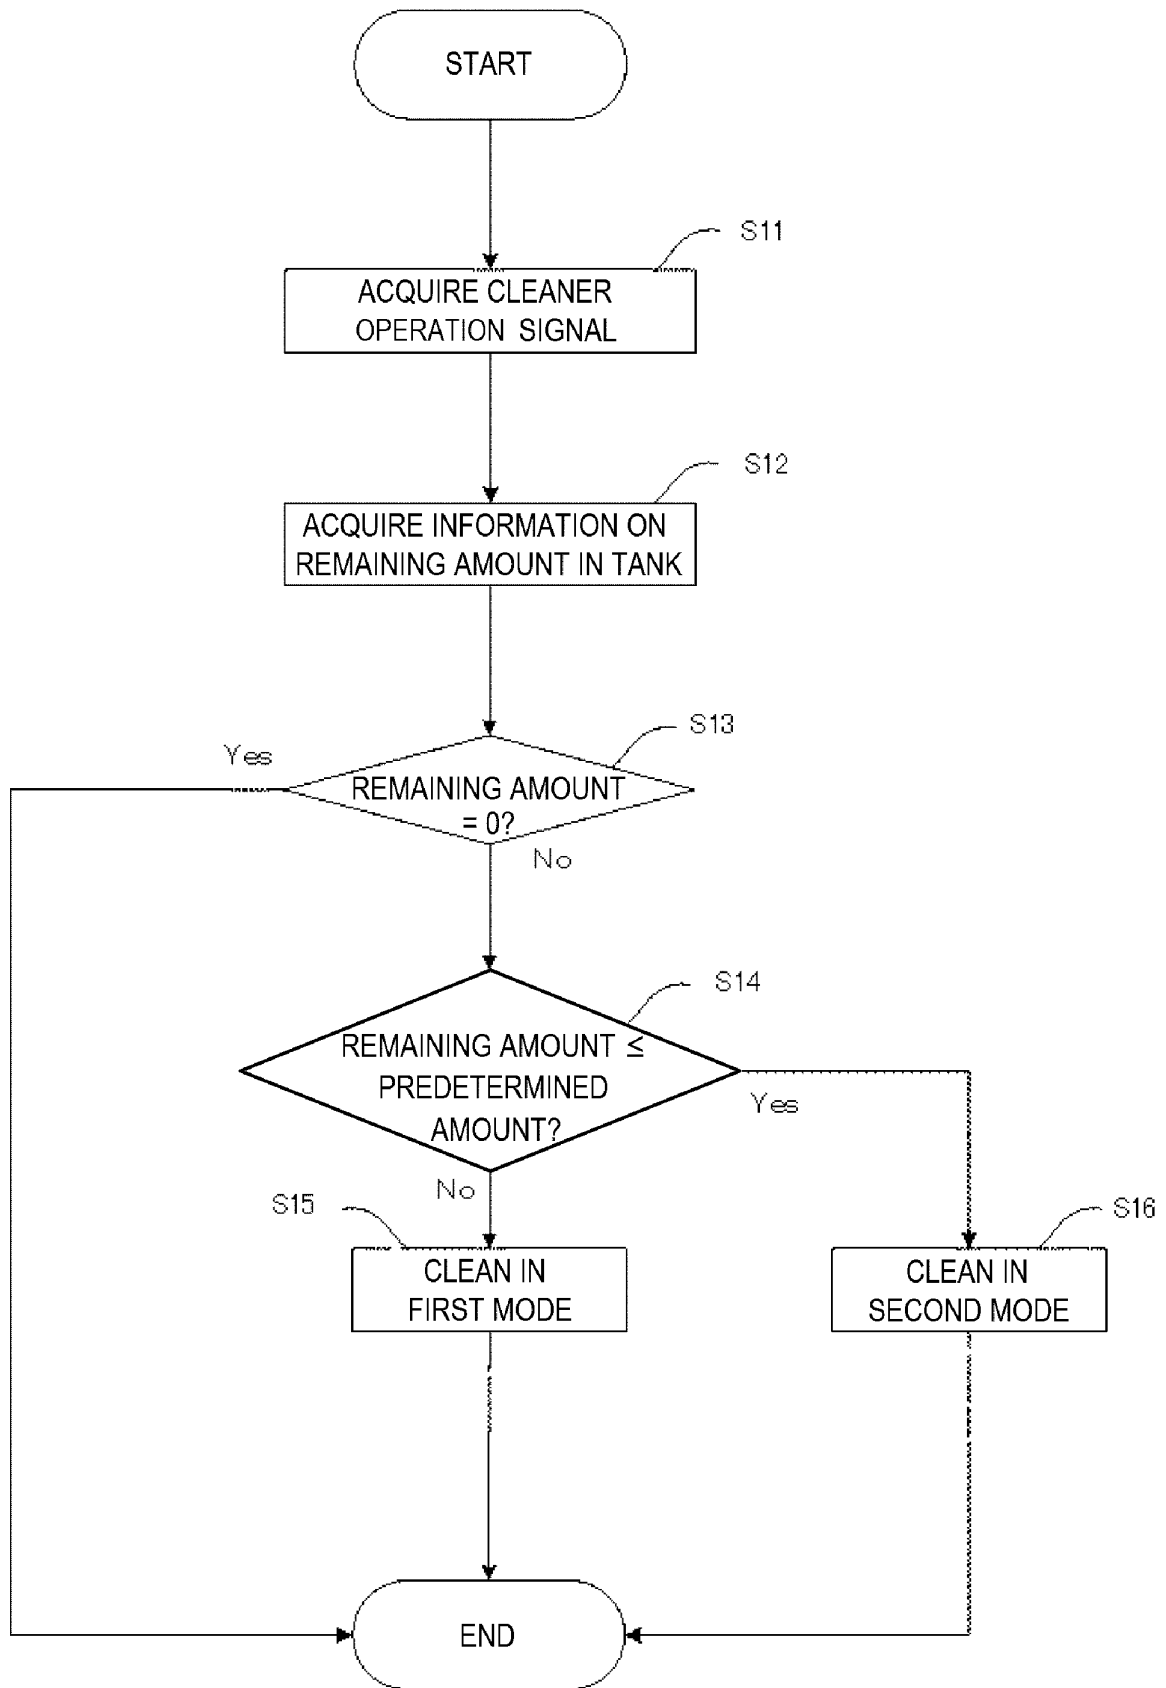 START
S11
ACQUIRE CLEANER
OPERATION SIGNAL
S12
ACQUIRE INFORMATION ON
REMAINING AMOUNT IN TANK
S13
Yes
REMAINING AMOUNT
= 0?
No
S14
REMAINING AMOUNT ≤
PREDETERMINED
AMOUNT?
Yes
No
S15
S16
CLEAN IN
FIRST MODE
CLEAN IN
SECOND MODE
END